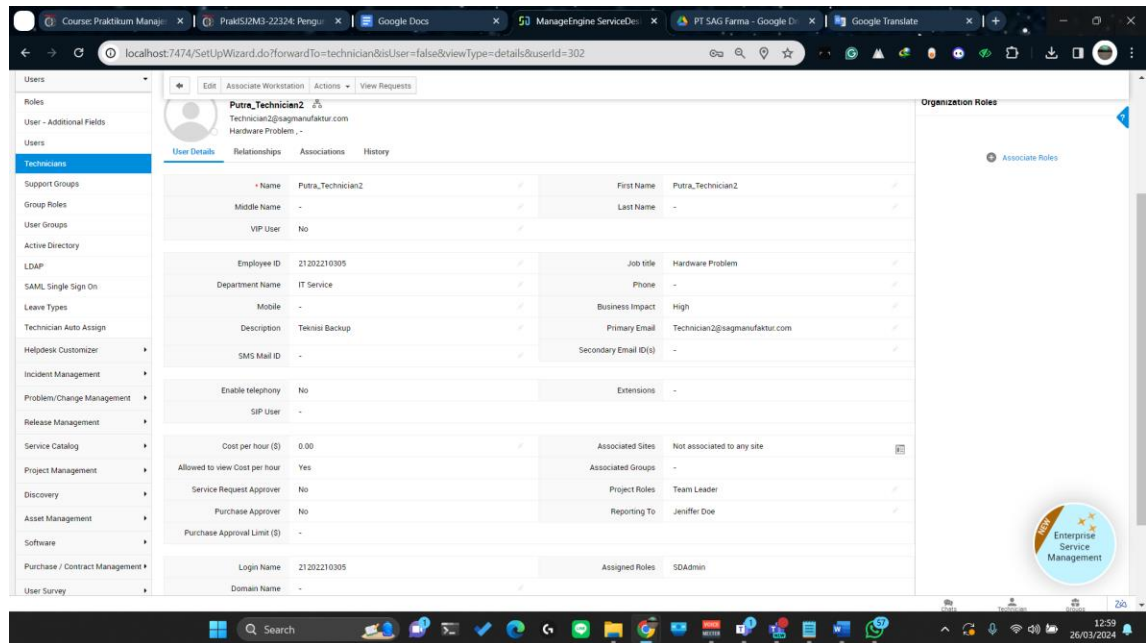 Course: Praktikum Manaje
PrakISJ2M3-22324: Pengur
Google Docs
ManageEngine ServiceDes
PT SAG Farma - Google D
Google Translate
localhost:7474/SetUpWizard.do?forwardTo=technician&isUser=false&viewType=details&userId=302
Users
Roles
User - Additional Fields
Users
Technicians
Support Groups
Group Roles
User Groups
Active Directory
LDAP
SAML Single Sign On
Leave Types
Technician Auto Assign
Helpdesk Customizer
Incident Management
Problem/Change Management
Release Management
Service Catalog
Project Management
Discovery
Asset Management
Software
Purchase / Contract Management
User Survey
Edit Associate Workstation Actions View Requests
Putra_Technician2
Technician2@sagmanufaktur.com
Hardware Problem , -
User Details Relationships Associations History
* Name Putra_Technician2 First Name Putra_Technician2
Middle Name - Last Name -
VIP User No
Employee ID 21202210305 Job title Hardware Problem
Department Name IT Service Phone -
Mobile - Business Impact High
Description Teknisi Backup Primary Email Technician2@sagmanufaktur.com
SMS Mail ID - Secondary Email ID(s) -
Enable telephony No Extensions -
SIP User -
Cost per hour ($) 0.00 Associated Sites Not associated to any site
Allowed to view Cost per hour Yes Associated Groups -
Service Request Approver No Project Roles Team Leader
Purchase Approver No Reporting To Jeniffer Doe
Purchase Approval Limit ($) -
Login Name 21202210305 Assigned Roles SDAdmin
Domain Name -
Organization Roles
?
Associate Roles
NEW
Enterprise
Service
Management
Chats Technician Groups Zia
Search
57
12:59
26/03/2024